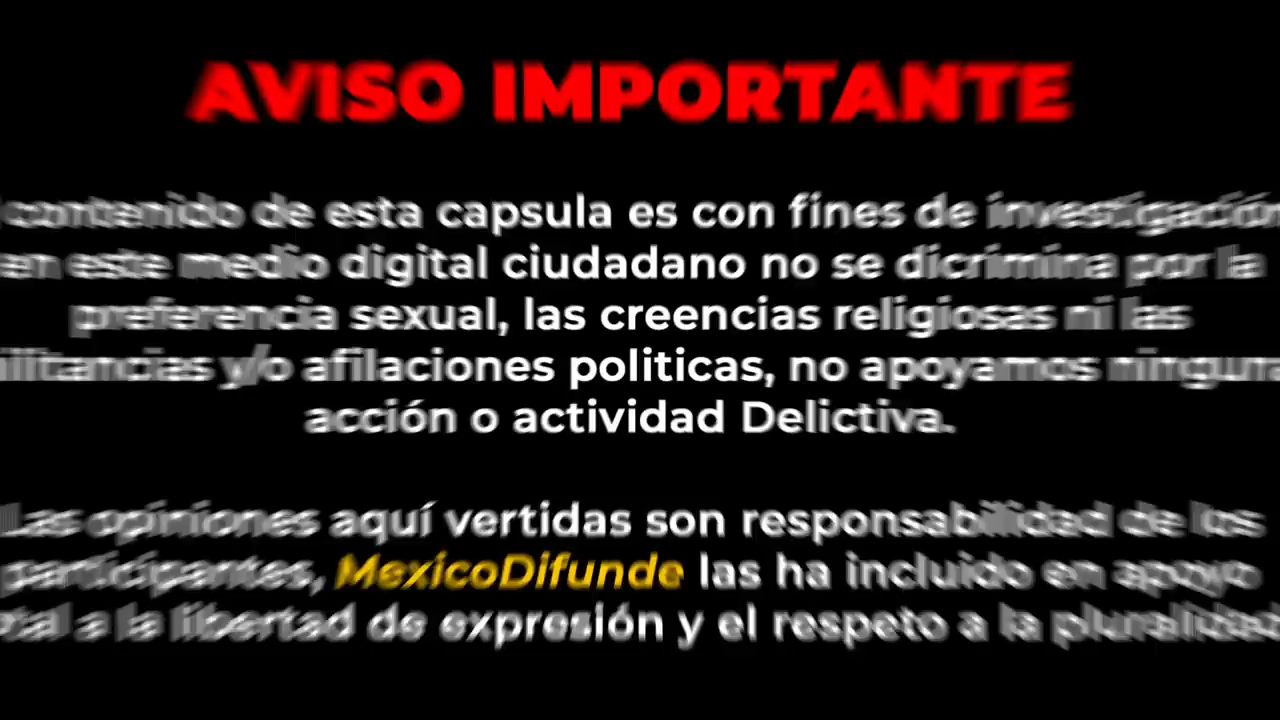 AVISO IMPORTANTE
contenido de esta capsula es con fines de investigación
en este medio digital ciudadano no se dicrimina por la
preferencia sexual, las creencias religiosas ni las
ilitancias y/o afilaciones politicas, no apoyamos ninguna
acción o actividad Delictiva.
Las opiniones aquí vertidas son responsabilidad de los
participantes, MexicoDifunde las ha incluido en apoyo
tal a la libertad de expresión y el respeto a la pluralidad